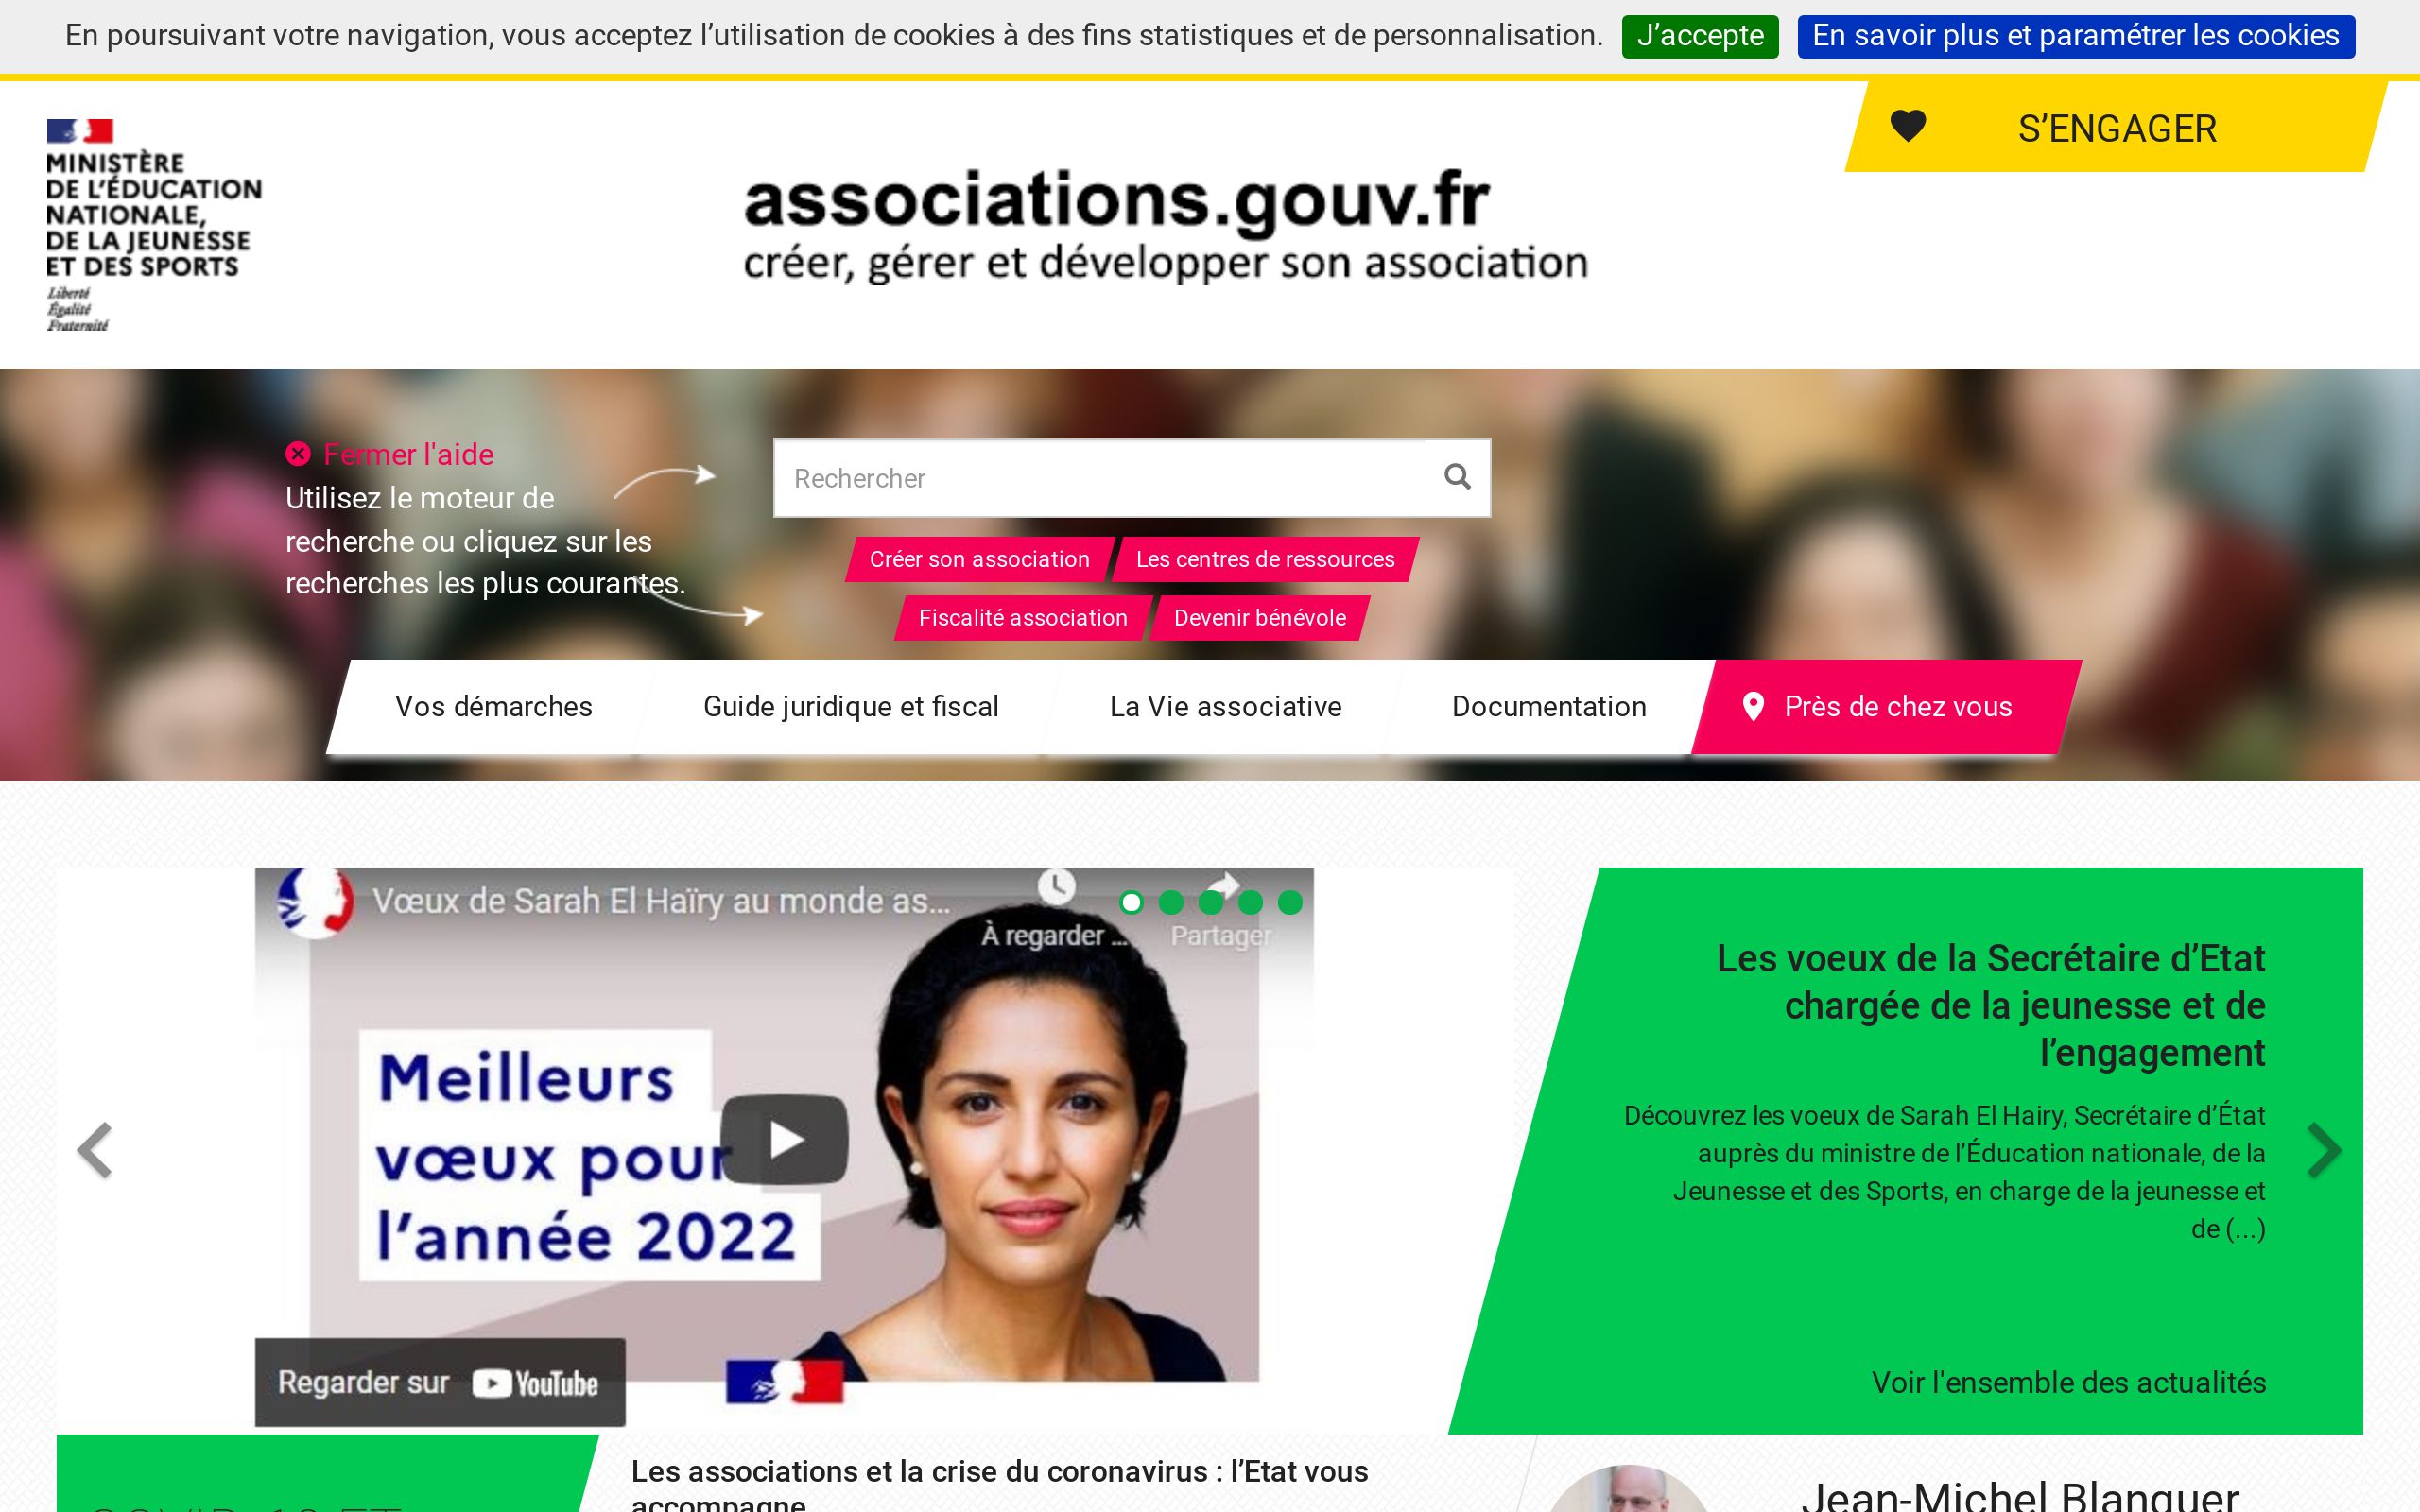 En poursuivant votre navigation, vous acceptez l’utilisation de cookies à des fins statistiques et de personnalisation. J’accepte En savoir plus et paramétrer les cookies
S’ENGAGER
MINISTÈRE
DE L’ÉDUCATION
NATIONALE,
DE LA JEUNESSE
ET DES SPORTS
Liberté
Égalité
Fraternité
associations.gouv.fr
créer, gérer et développer son association
Fermer l'aide
Utilisez le moteur de
recherche ou cliquez sur les
recherches les plus courantes.
Rechercher
Créer son association Les centres de ressources
Fiscalité association Devenir bénévole
Vos démarches Guide juridique et fiscal La Vie associative Documentation Près de chez vous
Vœux de Sarah El Haïry au monde as...
À regarder ... Partager
Meilleurs
vœux pour
l’année 2022
Regarder sur YouTube
Les voeux de la Secrétaire d’Etat
chargée de la jeunesse et de
l’engagement
Découvrez les voeux de Sarah El Hairy, Secrétaire d’État
auprès du ministre de l’Éducation nationale, de la
Jeunesse et des Sports, en charge de la jeunesse et
de (...)
Voir l'ensemble des actualités
COVID-19 ET
Les associations et la crise du coronavirus : l’Etat vous
accompagne
Jean-Michel Blanquer